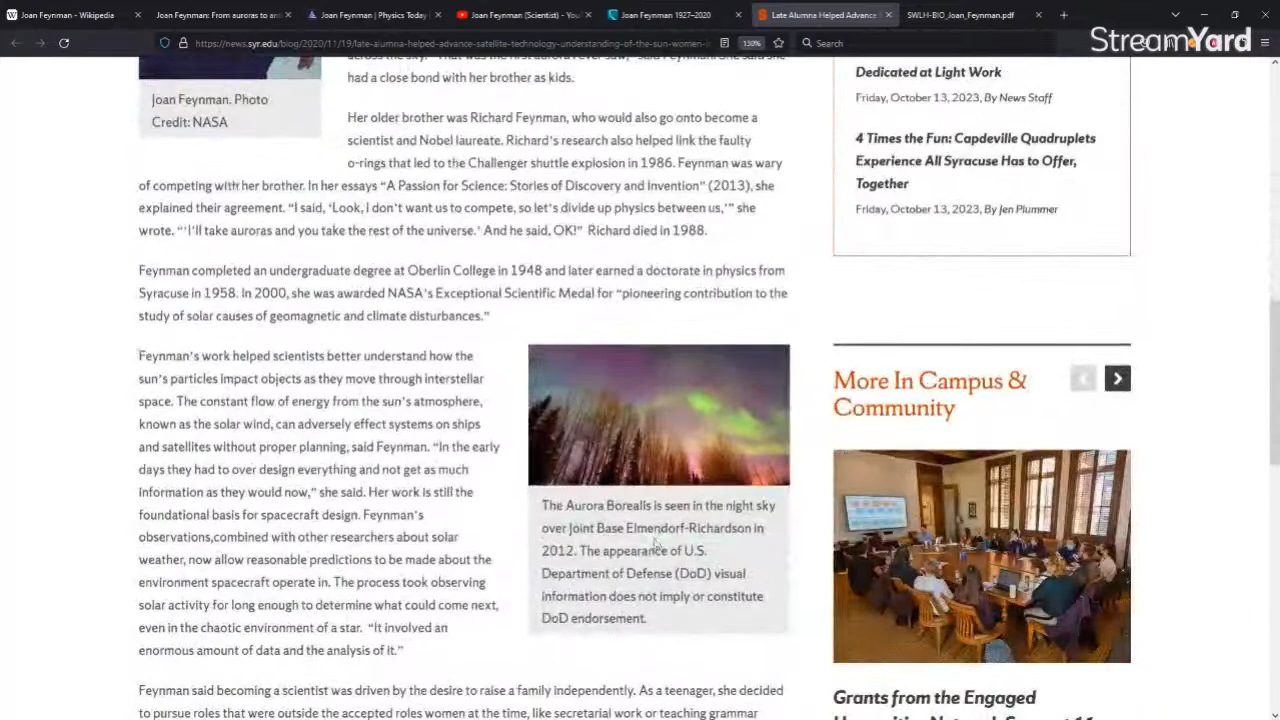 Joan Feynman - Wikipedia
Joan Feynman: From auroras to an
Joan Feynman | Physics Today
Joan Feynman (Scientist) - You
Joan Feynman 1927–2020
Late Alumna Helped Advance
SWLH-BIO_Joan_Feynman.pdf
https://news.syr.edu/blog/2020/11/19/late-alumna-helped-advance-satellite-technology-understanding-of-the-sun-women-i
130%
Search
StreamYard
across the sky. "That was the first aurora I ever saw," said Feynman. She said she
had a close bond with her brother as kids.
Joan Feynman. Photo
Credit: NASA
Her older brother was Richard Feynman, who would also go onto become a
scientist and Nobel laureate. Richard's research also helped link the faulty
o-rings that led to the Challenger shuttle explosion in 1986. Feynman was wary
of competing with her brother. In her essays “A Passion for Science: Stories of Discovery and Invention” (2013), she
explained their agreement. “I said, ‘Look, I don’t want us to compete, so let’s divide up physics between us,’” she
wrote. “‘I’ll take auroras and you take the rest of the universe.’ And he said, OK!” Richard died in 1988.
Feynman completed an undergraduate degree at Oberlin College in 1948 and later earned a doctorate in physics from
Syracuse in 1958. In 2000, she was awarded NASA’s Exceptional Scientific Medal for “pioneering contribution to the
study of solar causes of geomagnetic and climate disturbances.”
Feynman’s work helped scientists better understand how the
sun’s particles impact objects as they move through interstellar
space. The constant flow of energy from the sun’s atmosphere,
known as the solar wind, can adversely effect systems on ships
and satellites without proper planning, said Feynman. “In the early
days they had to over design everything and not get as much
information as they would now,” she said. Her work is still the
foundational basis for spacecraft design. Feynman’s
observations,combined with other researchers about solar
weather, now allow reasonable predictions to be made about the
environment spacecraft operate in. The process took observing
solar activity for long enough to determine what could come next,
even in the chaotic environment of a star. “It involved an
enormous amount of data and the analysis of it.”
The Aurora Borealis is seen in the night sky
over Joint Base Elmendorf-Richardson in
2012. The appearance of U.S.
Department of Defense (DoD) visual
information does not imply or constitute
DoD endorsement.
Feynman said becoming a scientist was driven by the desire to raise a family independently. As a teenager, she decided
to pursue roles that were outside the accepted roles women at the time, like secretarial work or teaching grammar
Dedicated at Light Work
Friday, October 13, 2023, By News Staff
4 Times the Fun: Capdeville Quadruplets
Experience All Syracuse Has to Offer,
Together
Friday, October 13, 2023, By Jen Plummer
More In Campus &
Community
Grants from the Engaged